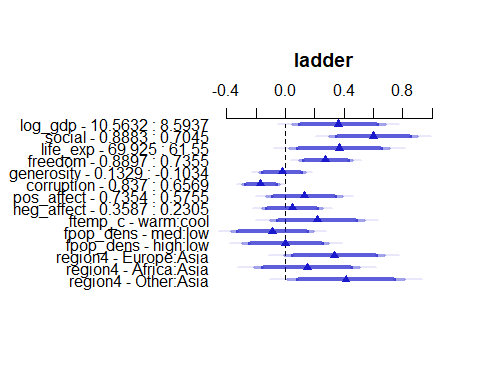 ladder
-0.4 0.0 0.4 0.8
log_gdp - 10.5632 : 8.5937
social - 0.8883 : 0.7045
life_exp - 69.925 : 61.55
freedom - 0.8897 : 0.7355
generosity - 0.1329 : -0.1034
corruption - 0.837 : 0.6569
pos_affect - 0.7354 : 0.5755
neg_affect - 0.3587 : 0.2305
ftemp_c - warm:cool
fpop_dens - med:low
fpop_dens - high:low
region4 - Europe:Asia
region4 - Africa:Asia
region4 - Other:Asia